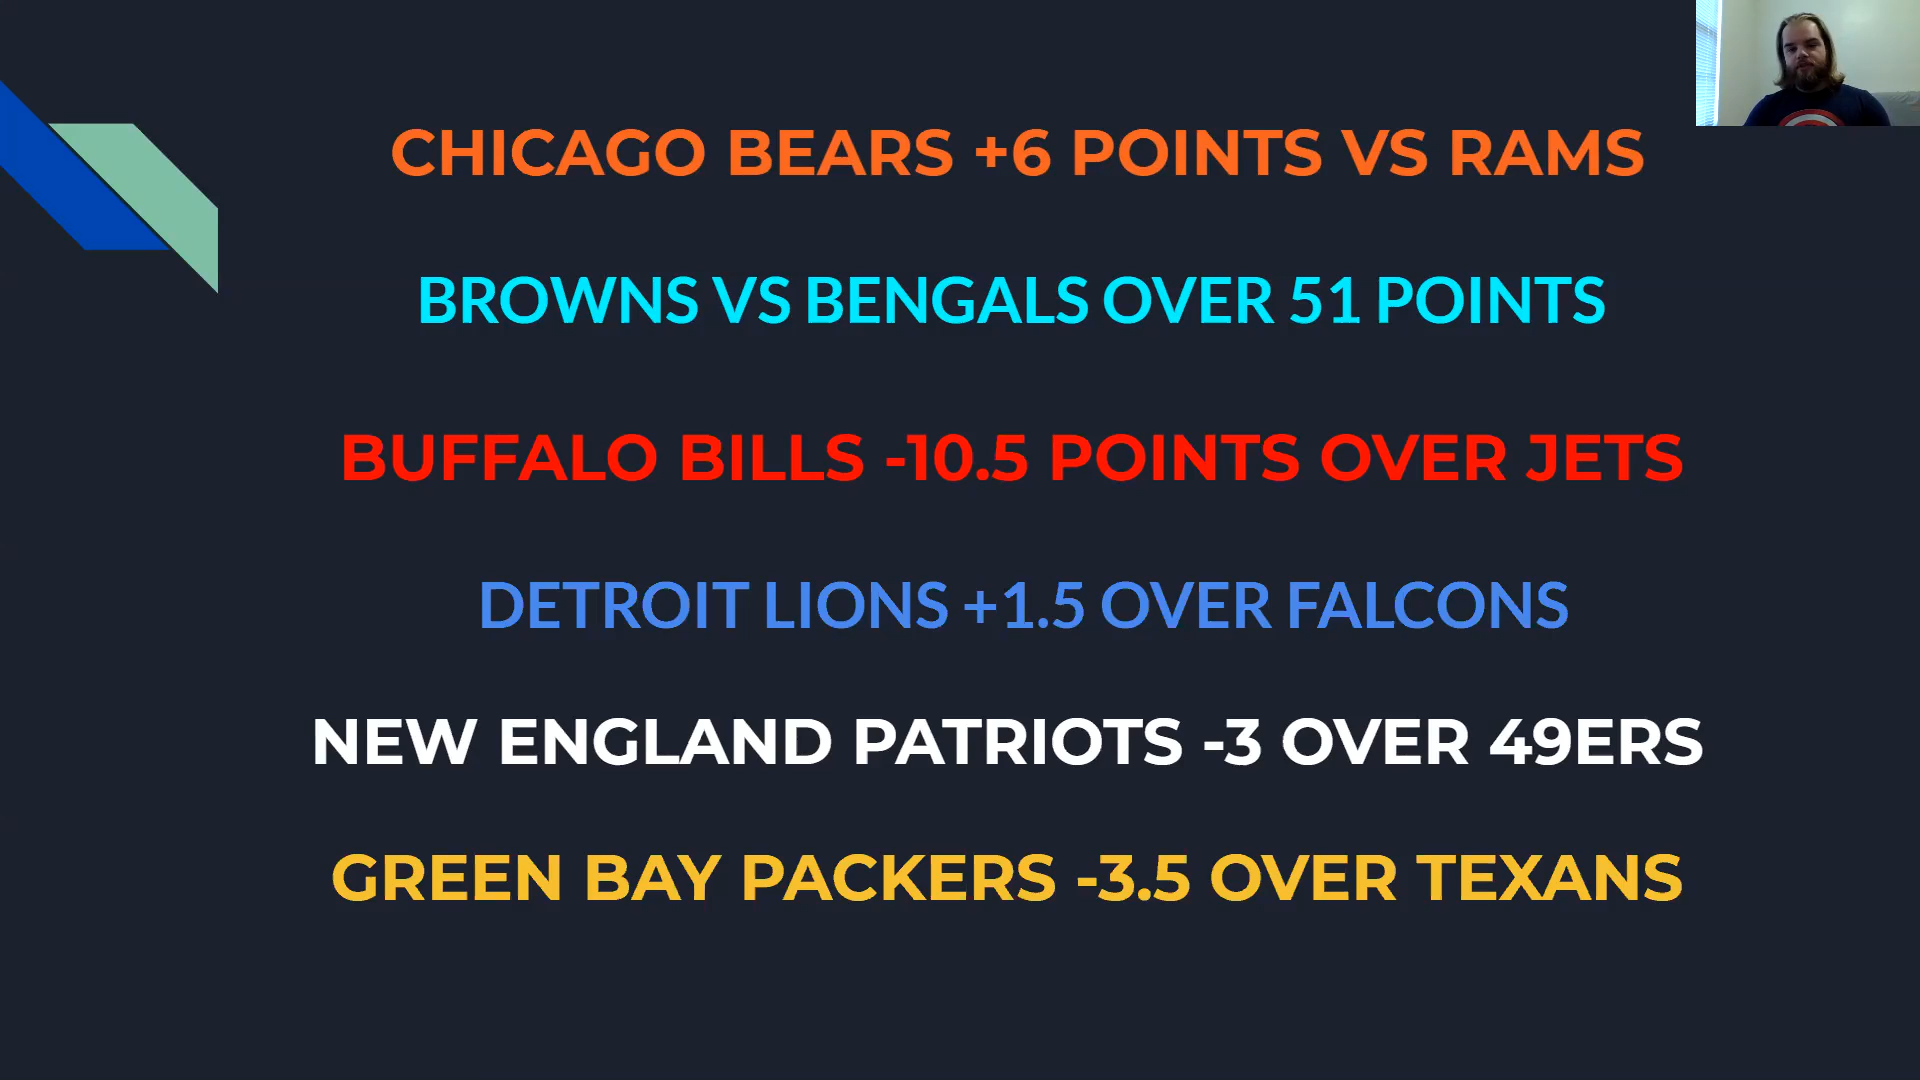 CHICAGO BEARS +6 POINTS VS RAMS
BROWNS VS BENGALS OVER 51 POINTS
BUFFALO BILLS -10.5 POINTS OVER JETS
DETROIT LIONS +1.5 OVER FALCONS
NEW ENGLAND PATRIOTS -3 OVER 49ERS
GREEN BAY PACKERS -3.5 OVER TEXANS